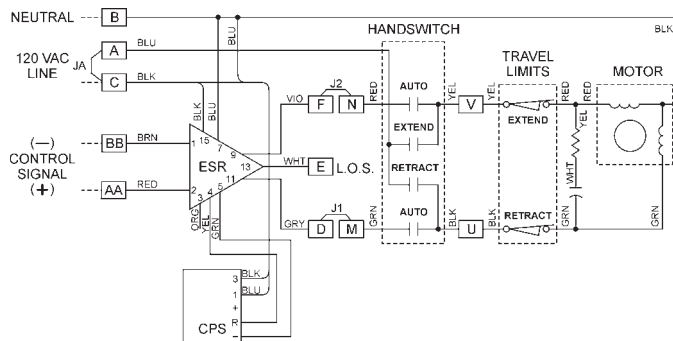 HANDSWITCH
NEUTRAL B BLK
A BLU BLU
120 VAC
LINE
JA
C BLK
TRAVEL
LIMITS
MOTOR
J2
VIO F N RED AUTO YEL V YEL RED RED
EXTEND EXTEND
BLK BLU
15 7 9
(—)
CONTROL
SIGNAL
(+)
BB BRN 1
ESR 13 WHT E L.O.S.
RETRACT
YEL
WHT
AA RED 2
3 4 5 11
J1
GRY D M GRN AUTO BLK U BLK RETRACT GRN GRN
ORG YEL GRN
3 BLK
1 BLU
+
CPS R
-